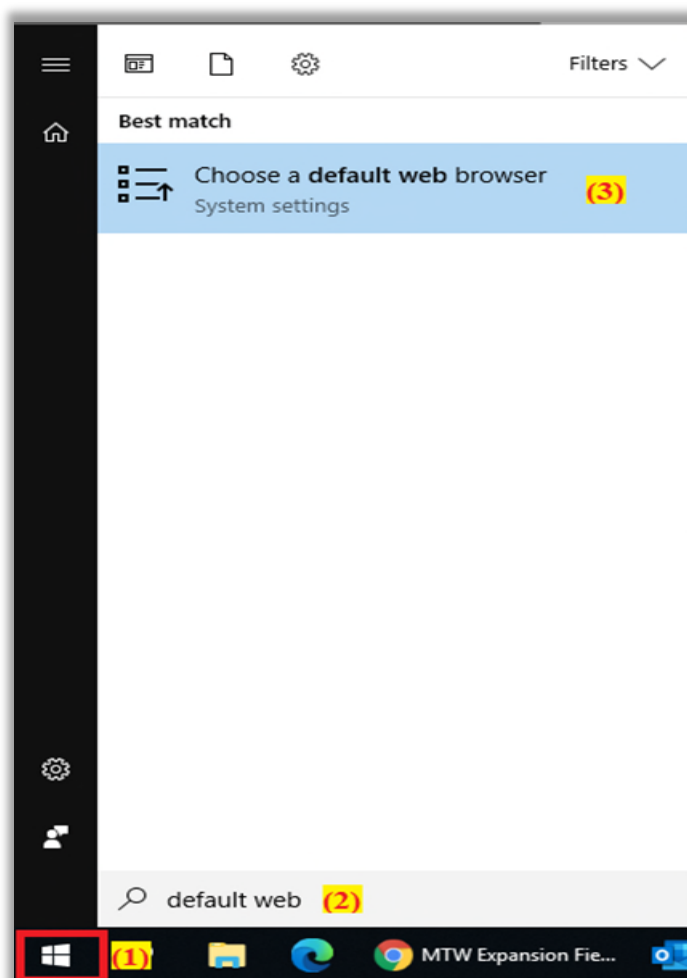 Filters
Best match
Choose a default web browser
(3)
System settings
default web (2)
(1)
MTW Expansion Fie...